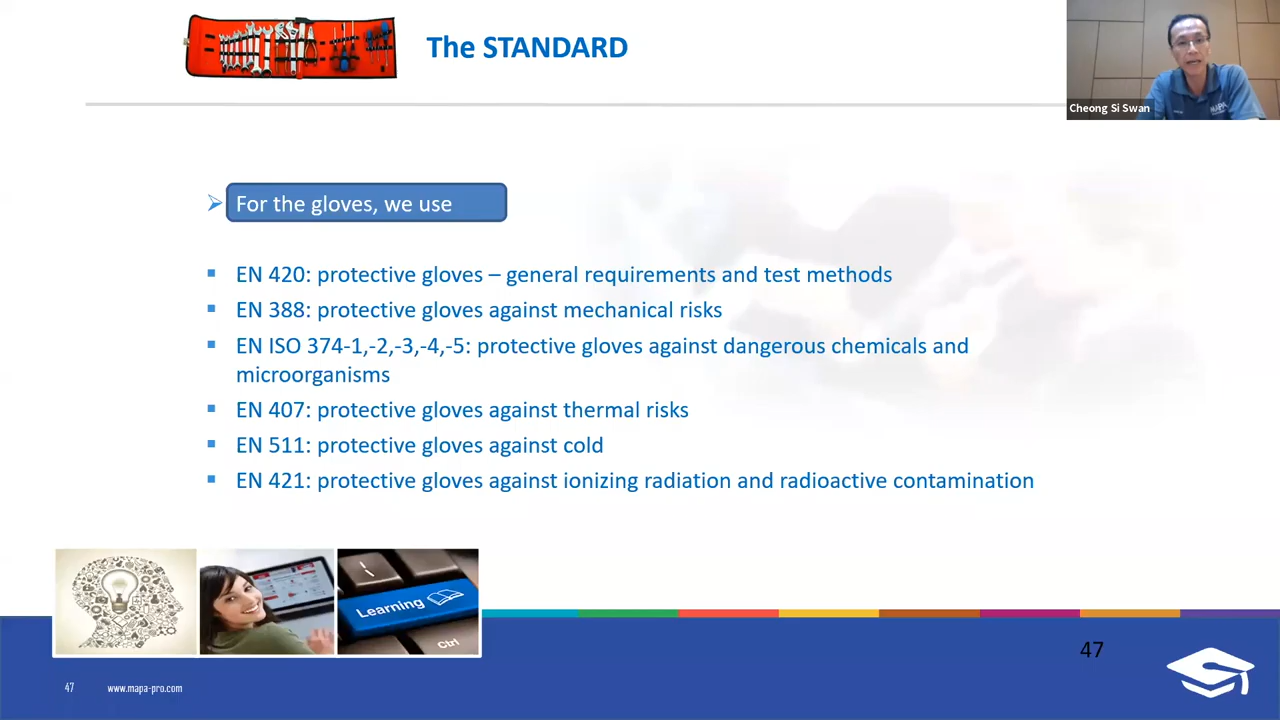 The STANDARD
Cheong Si Swan
MAPA
For the gloves, we use
EN 420: protective gloves – general requirements and test methods
EN 388: protective gloves against mechanical risks
EN ISO 374-1,-2,-3,-4,-5: protective gloves against dangerous chemicals and
microorganisms
EN 407: protective gloves against thermal risks
EN 511: protective gloves against cold
EN 421: protective gloves against ionizing radiation and radioactive contamination
Learning
Ctrl
47
47
www.mapa-pro.com